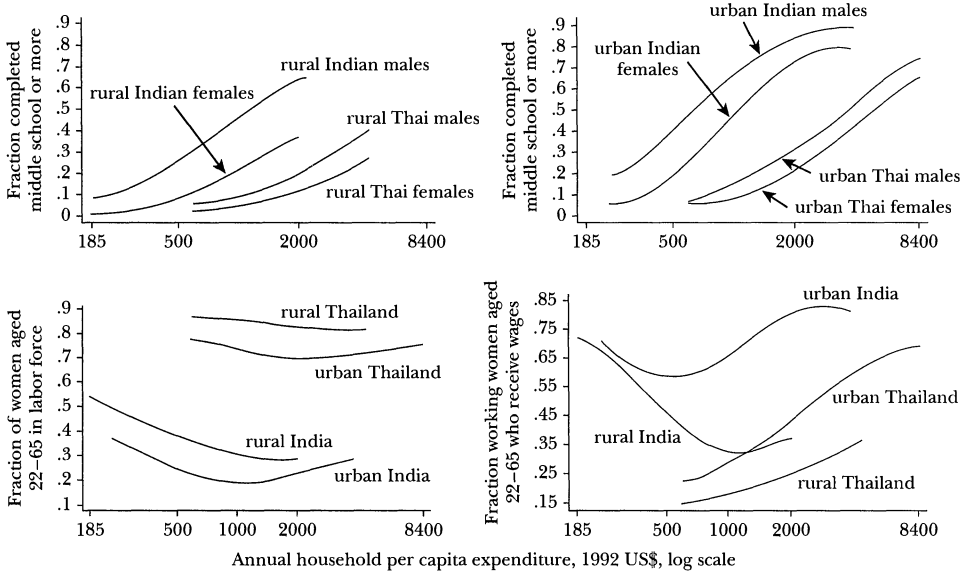 Fraction completed
middle school or more
.9
.8
.7
.6
.5
.4
.3
.2
.1
0
rural Indian males
rural Indian females
rural Thai males
rural Thai females
185 500 2000 8400
Fraction completed
middle school or more
.9
.8
.7
.6
.5
.4
.3
.2
.1
0
urban Indian males
urban Indian
females
urban Thai males
urban Thai females
185 500 2000 8400
Fraction of women aged
22–65 in labor force
.9
.8
.7
.6
.5
.4
.3
.2
.1
rural Thailand
urban Thailand
rural India
urban India
185 500 1000 2000 8400
Fraction working women aged
22–65 who receive wages
.85
.75
.65
.55
.45
.35
.25
.15
urban India
urban Thailand
rural India
rural Thailand
185 500 1000 2000 8400
Annual household per capita expenditure, 1992 US$, log scale